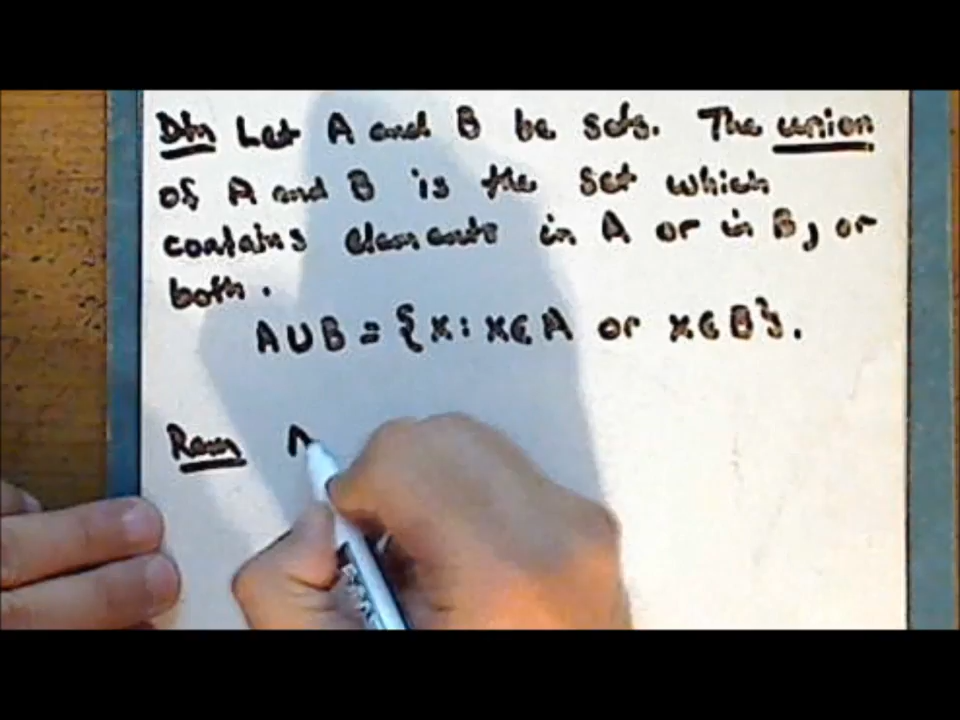 Dfn Let A and B be sets. The union
of A and B is the set which
contains elements in A or in B, or
both.
A∪B = {x: x∈A or x∈B}.
Rem A